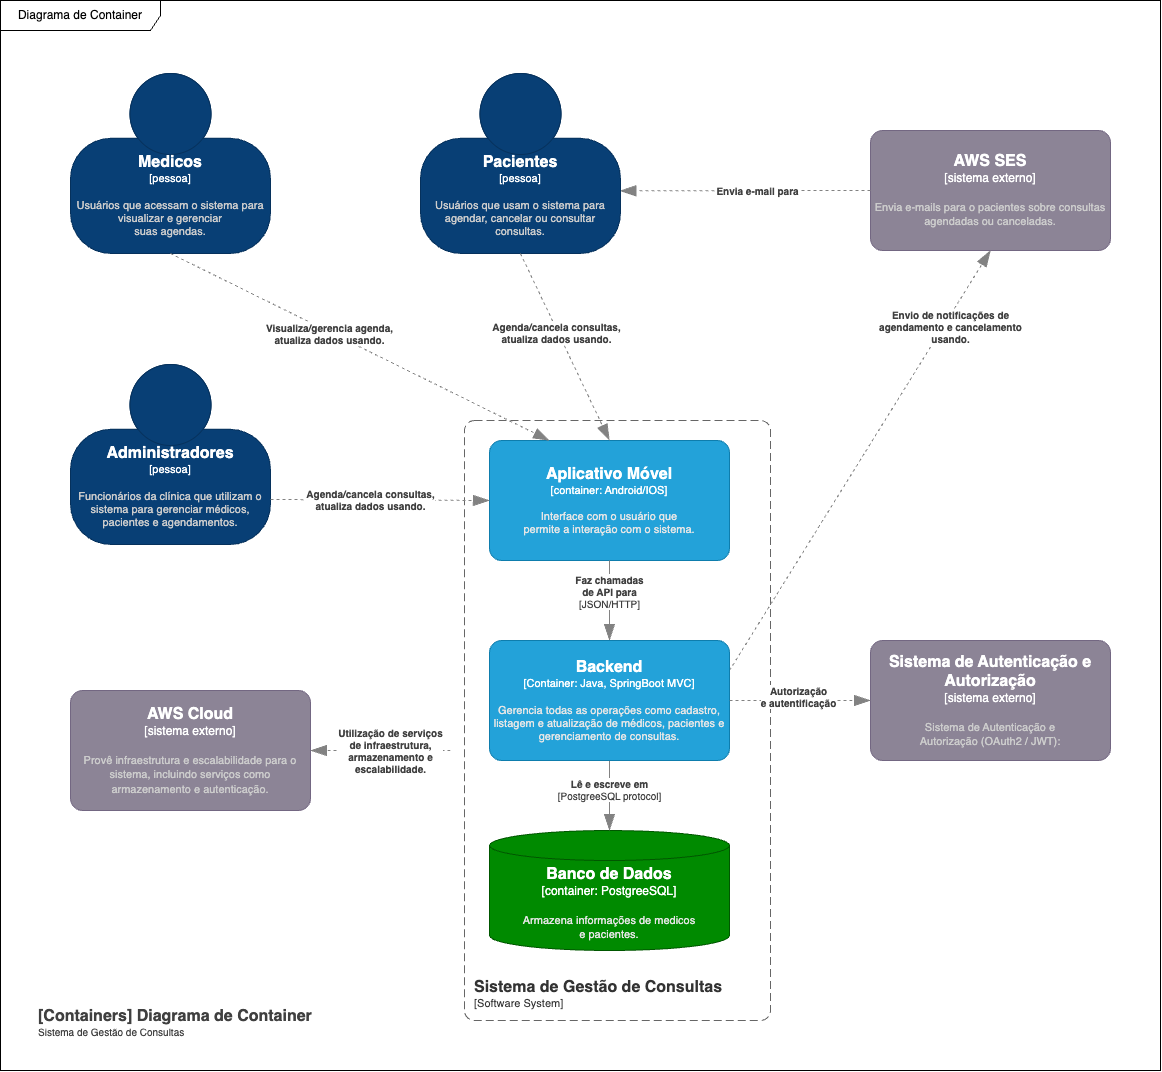 Diagrama de Container
Medicos
[pessoa]
Usuários que acessam o sistema para
visualizar e gerenciar
suas agendas.
Pacientes
[pessoa]
Usuários que usam o sistema para
agendar, cancelar ou consultar
consultas.
AWS SES
[sistema externo]
Envia e-mails para o pacientes sobre consultas
agendadas ou canceladas.
Envia e-mail para
Visualiza/gerencia agenda,
atualiza dados usando.
Agenda/cancela consultas,
atualiza dados usando.
Envio de notificações de
agendamento e cancelamento
usando.
Administradores
[pessoa]
Funcionários da clínica que utilizam o
sistema para gerenciar médicos,
pacientes e agendamentos.
Agenda/cancela consultas,
atualiza dados usando.
Aplicativo Móvel
[container: Android/IOS]
Interface com o usuário que
permite a interação com o sistema.
Faz chamadas
de API para
[JSON/HTTP]
Backend
[Container: Java, SpringBoot MVC]
Gerencia todas as operações como cadastro,
listagem e atualização de médicos, pacientes e
gerenciamento de consultas.
Autorização
e autentificação
Sistema de Autenticação e
Autorização
[sistema externo]
Sistema de Autenticação e
Autorização (OAuth2 / JWT):
AWS Cloud
[sistema externo]
Provê infraestrutura e escalabilidade para o
sistema, incluindo serviços como
armazenamento e autenticação.
Utilização de serviços
de infraestrutura,
armazenamento e
escalabilidade.
Lê e escreve em
[PostgreeSQL protocol]
Banco de Dados
[container: PostgreeSQL]
Armazena informações de medicos
e pacientes.
Sistema de Gestão de Consultas
[Software System]
[Containers] Diagrama de Container
Sistema de Gestão de Consultas